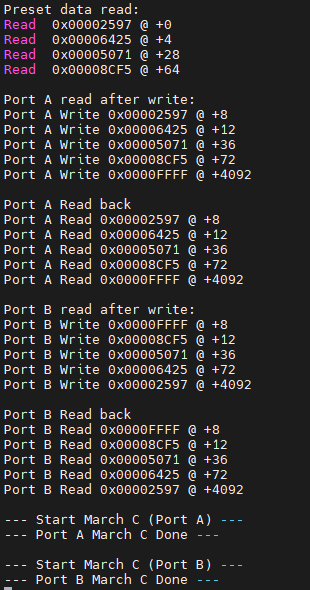 Preset data read:
Read  0x00002597 @ +0
Read  0x00006425 @ +4
Read  0x00005071 @ +28
Read  0x00008CF5 @ +64
Port A read after write:
Port A Write 0x00002597 @ +8
Port A Write 0x00006425 @ +12
Port A Write 0x00005071 @ +36
Port A Write 0x00008CF5 @ +72
Port A Write 0x0000FFFF @ +4092
Port A Read back
Port A Read 0x00002597 @ +8
Port A Read 0x00006425 @ +12
Port A Read 0x00005071 @ +36
Port A Read 0x00008CF5 @ +72
Port A Read 0x0000FFFF @ +4092
Port B read after write:
Port B Write 0x0000FFFF @ +8
Port B Write 0x00008CF5 @ +12
Port B Write 0x00005071 @ +36
Port B Write 0x00006425 @ +72
Port B Write 0x00002597 @ +4092
Port B Read back
Port B Read 0x0000FFFF @ +8
Port B Read 0x00008CF5 @ +12
Port B Read 0x00005071 @ +36
Port B Read 0x00006425 @ +72
Port B Read 0x00002597 @ +4092
--- Start March C (Port A) ---
--- Port A March C Done ---
--- Start March C (Port B) ---
--- Port B March C Done ---